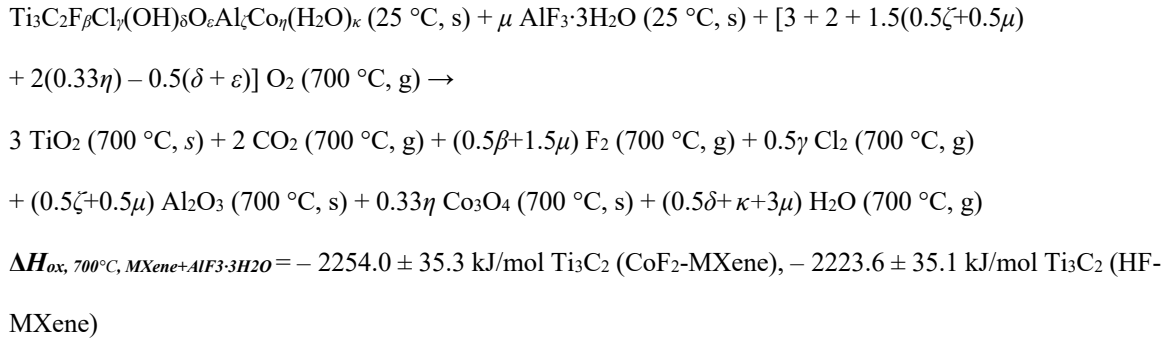 Ti₃C₂FᵦClᵧ(OH)δOεAlζCoη(H2O)κ (25 °C, s) + μ AlF₃·3H₂O (25 °C, s) + [3 + 2 + 1.5(0.5ζ+0.5μ)
+ 2(0.33η) – 0.5(δ + ε)] O₂ (700 °C, g) →
3 TiO₂ (700 °C, s) + 2 CO₂ (700 °C, g) + (0.5β+1.5μ) F₂ (700 °C, g) + 0.5γ Cl₂ (700 °C, g)
+ (0.5ζ+0.5μ) Al₂O₃ (700 °C, s) + 0.33η Co₃O₄ (700 °C, s) + (0.5δ+ κ+3μ) H₂O (700 °C, g)
ΔHox, 700°C, MXene+AlF3·3H2O = – 2254.0 ± 35.3 kJ/mol Ti₃C₂ (CoF₂-MXene), – 2223.6 ± 35.1 kJ/mol Ti₃C₂ (HF-
MXene)